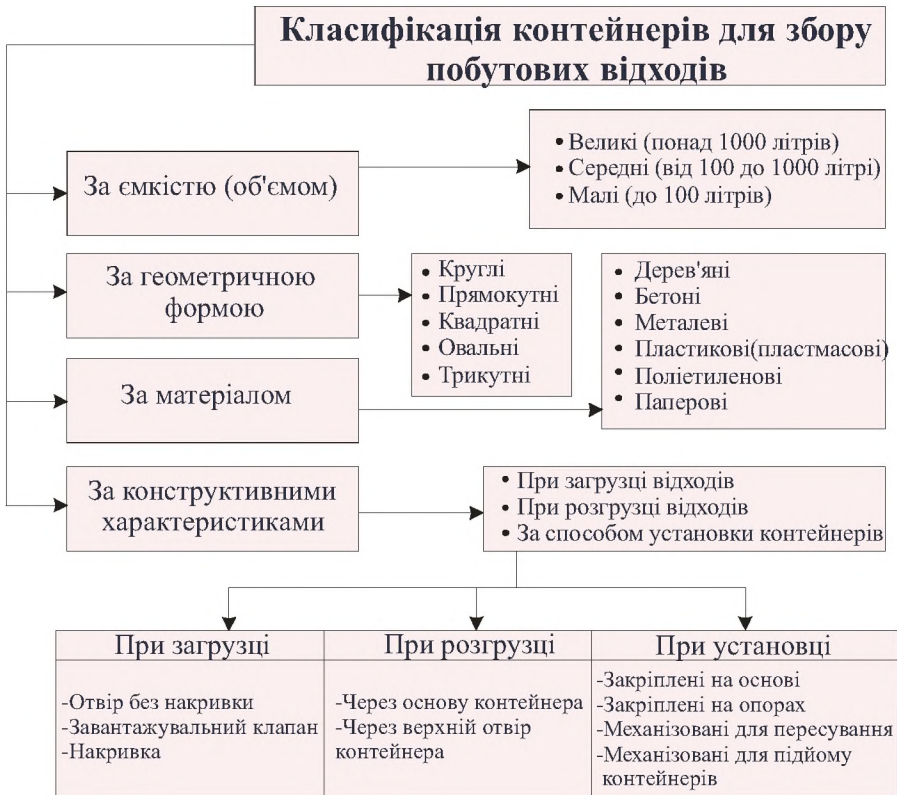 Класифікація контейнерів для збору
побутових відходів
За ємкістю (об'ємом)
• Великі (понад 1000 літрів)
• Середні (від 100 до 1000 літрі)
• Малі (до 100 літрів)
За геометричною
формою
• Круглі
• Прямокутні
• Квадратні
• Овальні
• Трикутні
За матеріалом
• Дерев'яні
• Бетоні
• Металеві
• Пластикові(пластмасові)
• Поліетиленові
• Паперові
За конструктивними
характеристиками
• При загрузці відходів
• При розгрузці відходів
• За способом установки контейнерів
При загрузці
-Отвір без накривки
-Завантажувальний клапан
-Накривка
При розгрузці
-Через основу контейнера
-Через верхній отвір
контейнера
При установці
-Закріплені на основі
-Закріплені на опорах
-Механізовані для пересування
-Механізовані для підйому
контейнерів